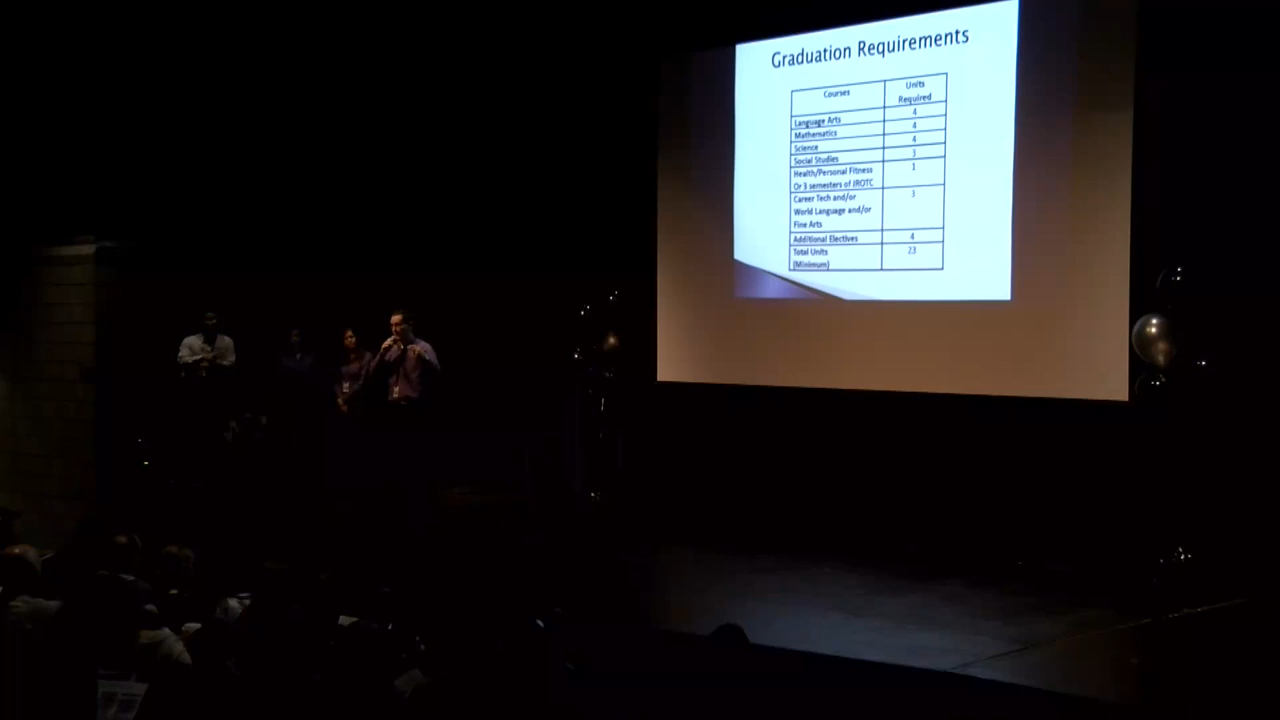 Graduation Requirements
Courses
Units
Required
Language Arts 4
Mathematics 4
Science 4
Social Studies 3
Health/Personal Fitness 1
Or 3 semesters of JROTC
Career Tech and/or 3
World Language and/or
Fine Arts
Additional Electives 4
Total Units 23
(Minimum)